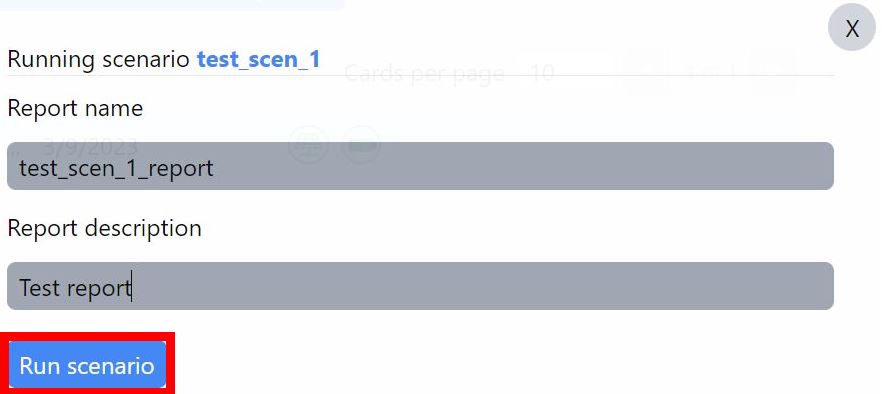 X
Running scenario test_scen_1
Cards per page 10
Report name
3/9/2023
test_scen_1_report
Report description
Test report
Run scenario